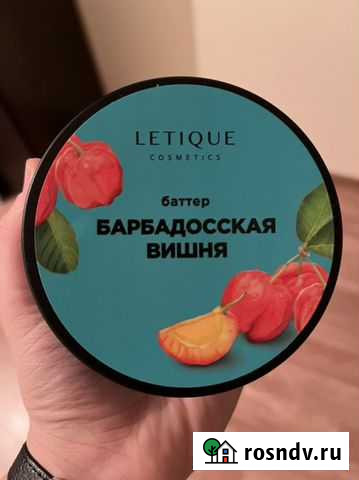 LETIQUE
COSMETICS
баттер
БАРБАДОССКАЯ
ВИШНЯ
rosndv.ru